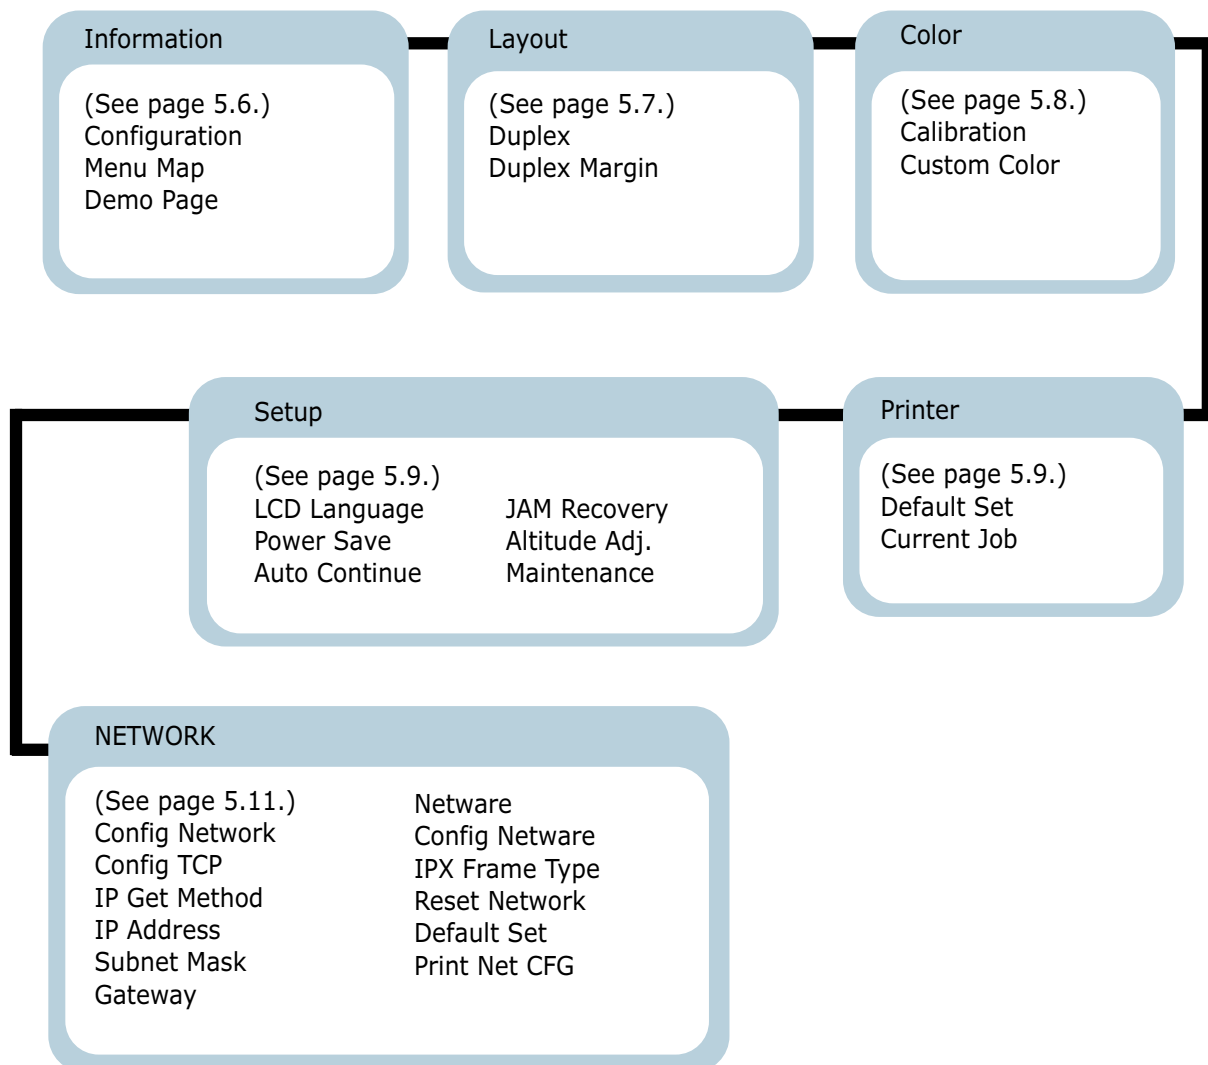 Information
(See page 5.6.)
Configuration
Menu Map
Demo Page
Layout
(See page 5.7.)
Duplex
Duplex Margin
Color
(See page 5.8.)
Calibration
Custom Color
Setup
(See page 5.9.)
LCD Language
Power Save
Auto Continue
JAM Recovery
Altitude Adj.
Maintenance
Printer
(See page 5.9.)
Default Set
Current Job
NETWORK
(See page 5.11.)
Config Network
Config TCP
IP Get Method
IP Address
Subnet Mask
Gateway
Netware
Config Netware
IPX Frame Type
Reset Network
Default Set
Print Net CFG